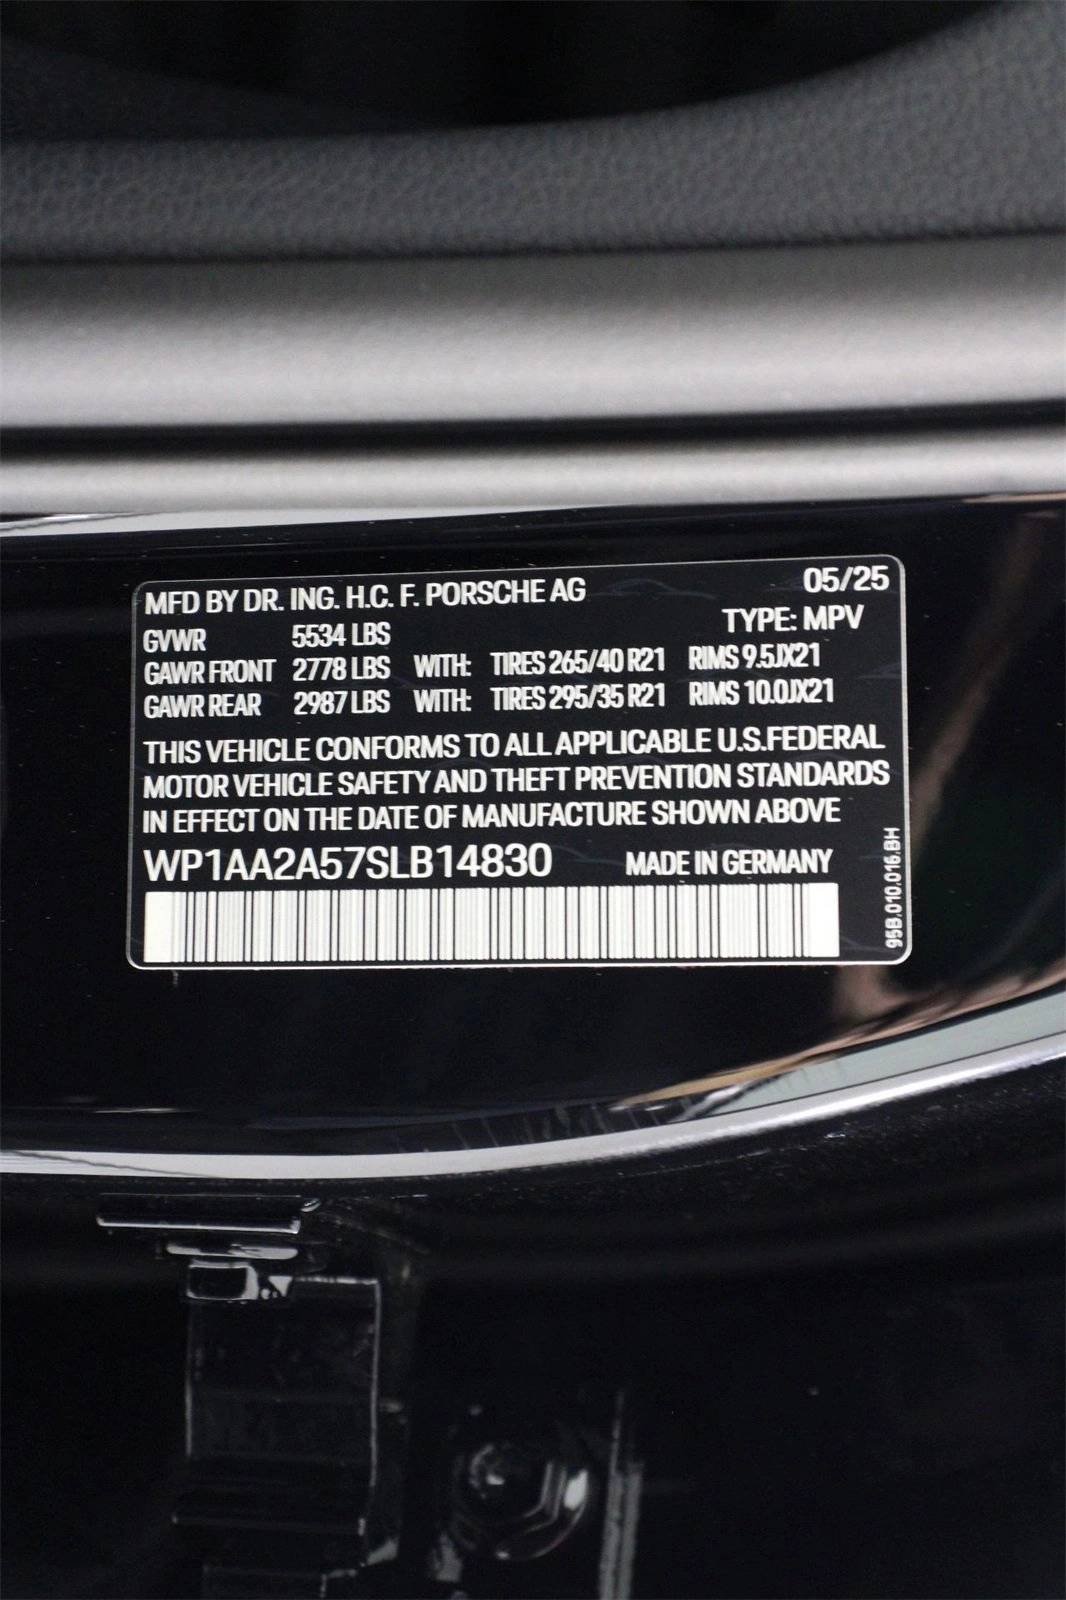 MFD BY DR. ING. H.C. F. PORSCHE AG 05/25
TYPE: MPV
GVWR 5534 LBS
GAWR FRONT 2778 LBS WITH: TIRES 265/40 R21 RIMS 9.5JX21
GAWR REAR 2987 LBS WITH: TIRES 295/35 R21 RIMS 10.0JX21
THIS VEHICLE CONFORMS TO ALL APPLICABLE U.S.FEDERAL
MOTOR VEHICLE SAFETY AND THEFT PREVENTION STANDARDS
IN EFFECT ON THE DATE OF MANUFACTURE SHOWN ABOVE
WP1AA2A57SLB14830 MADE IN GERMANY
95B.010.016.BH